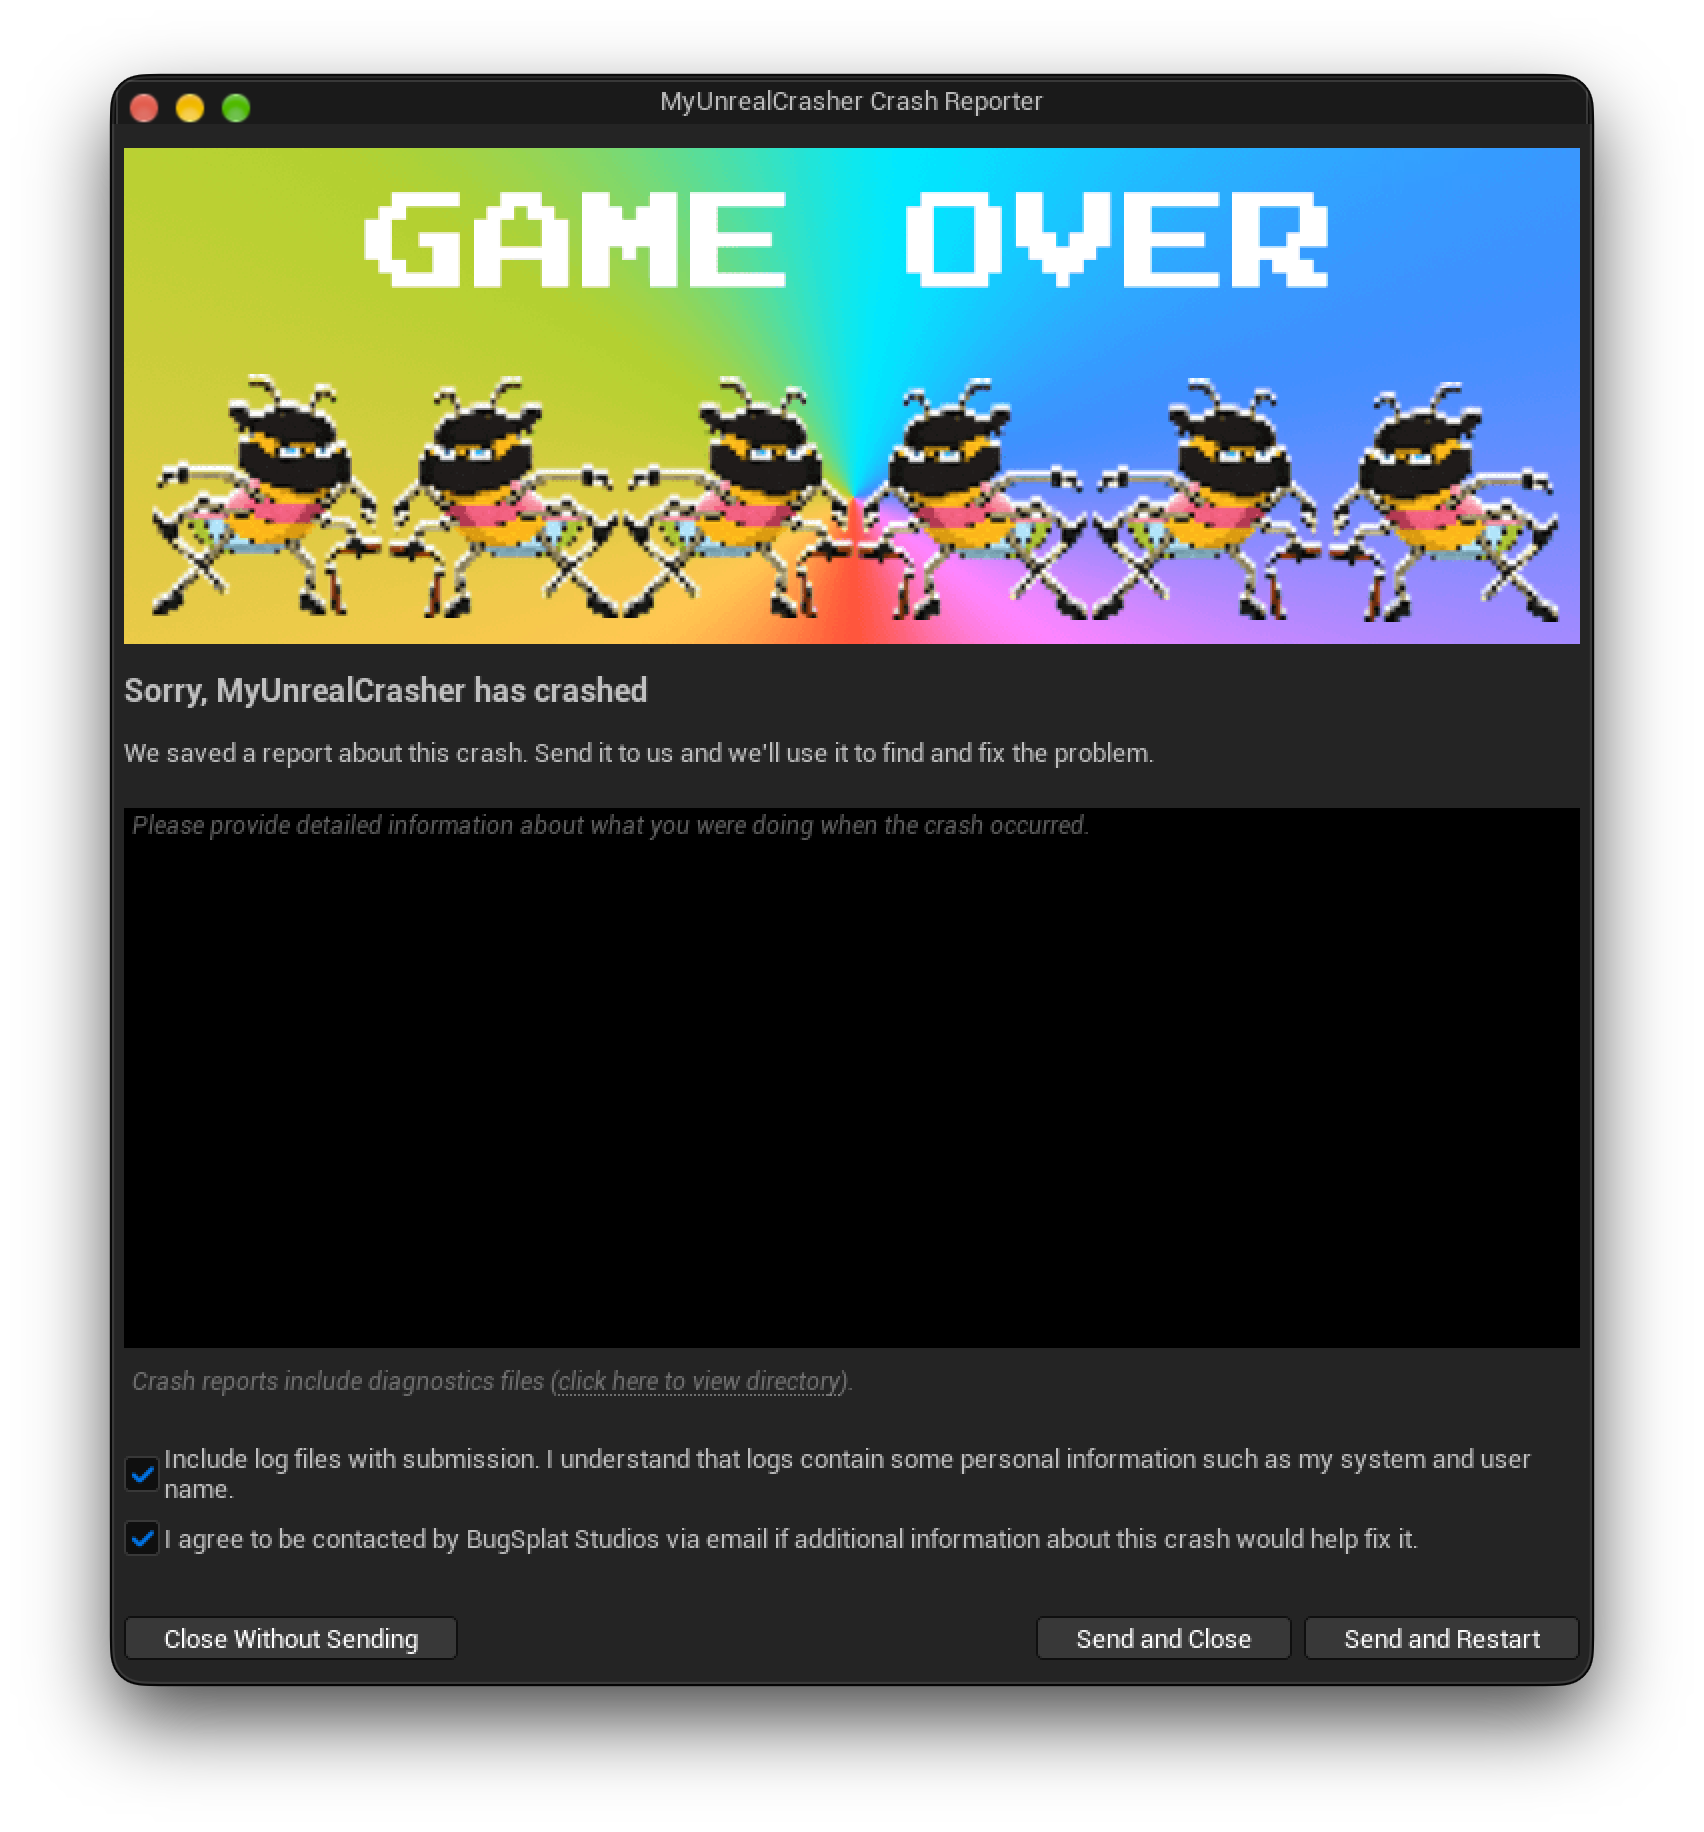 MyUnrealCrasher Crash Reporter
GAME OVER
Sorry, MyUnrealCrasher has crashed
We saved a report about this crash. Send it to us and we'll use it to find and fix the problem.
Please provide detailed information about what you were doing when the crash occurred.
Crash reports include diagnostics files (click here to view directory).
Include log files with submission. I understand that logs contain some personal information such as my system and user
name.
I agree to be contacted by BugSplat Studios via email if additional information about this crash would help fix it.
Close Without Sending
Send and Close
Send and Restart